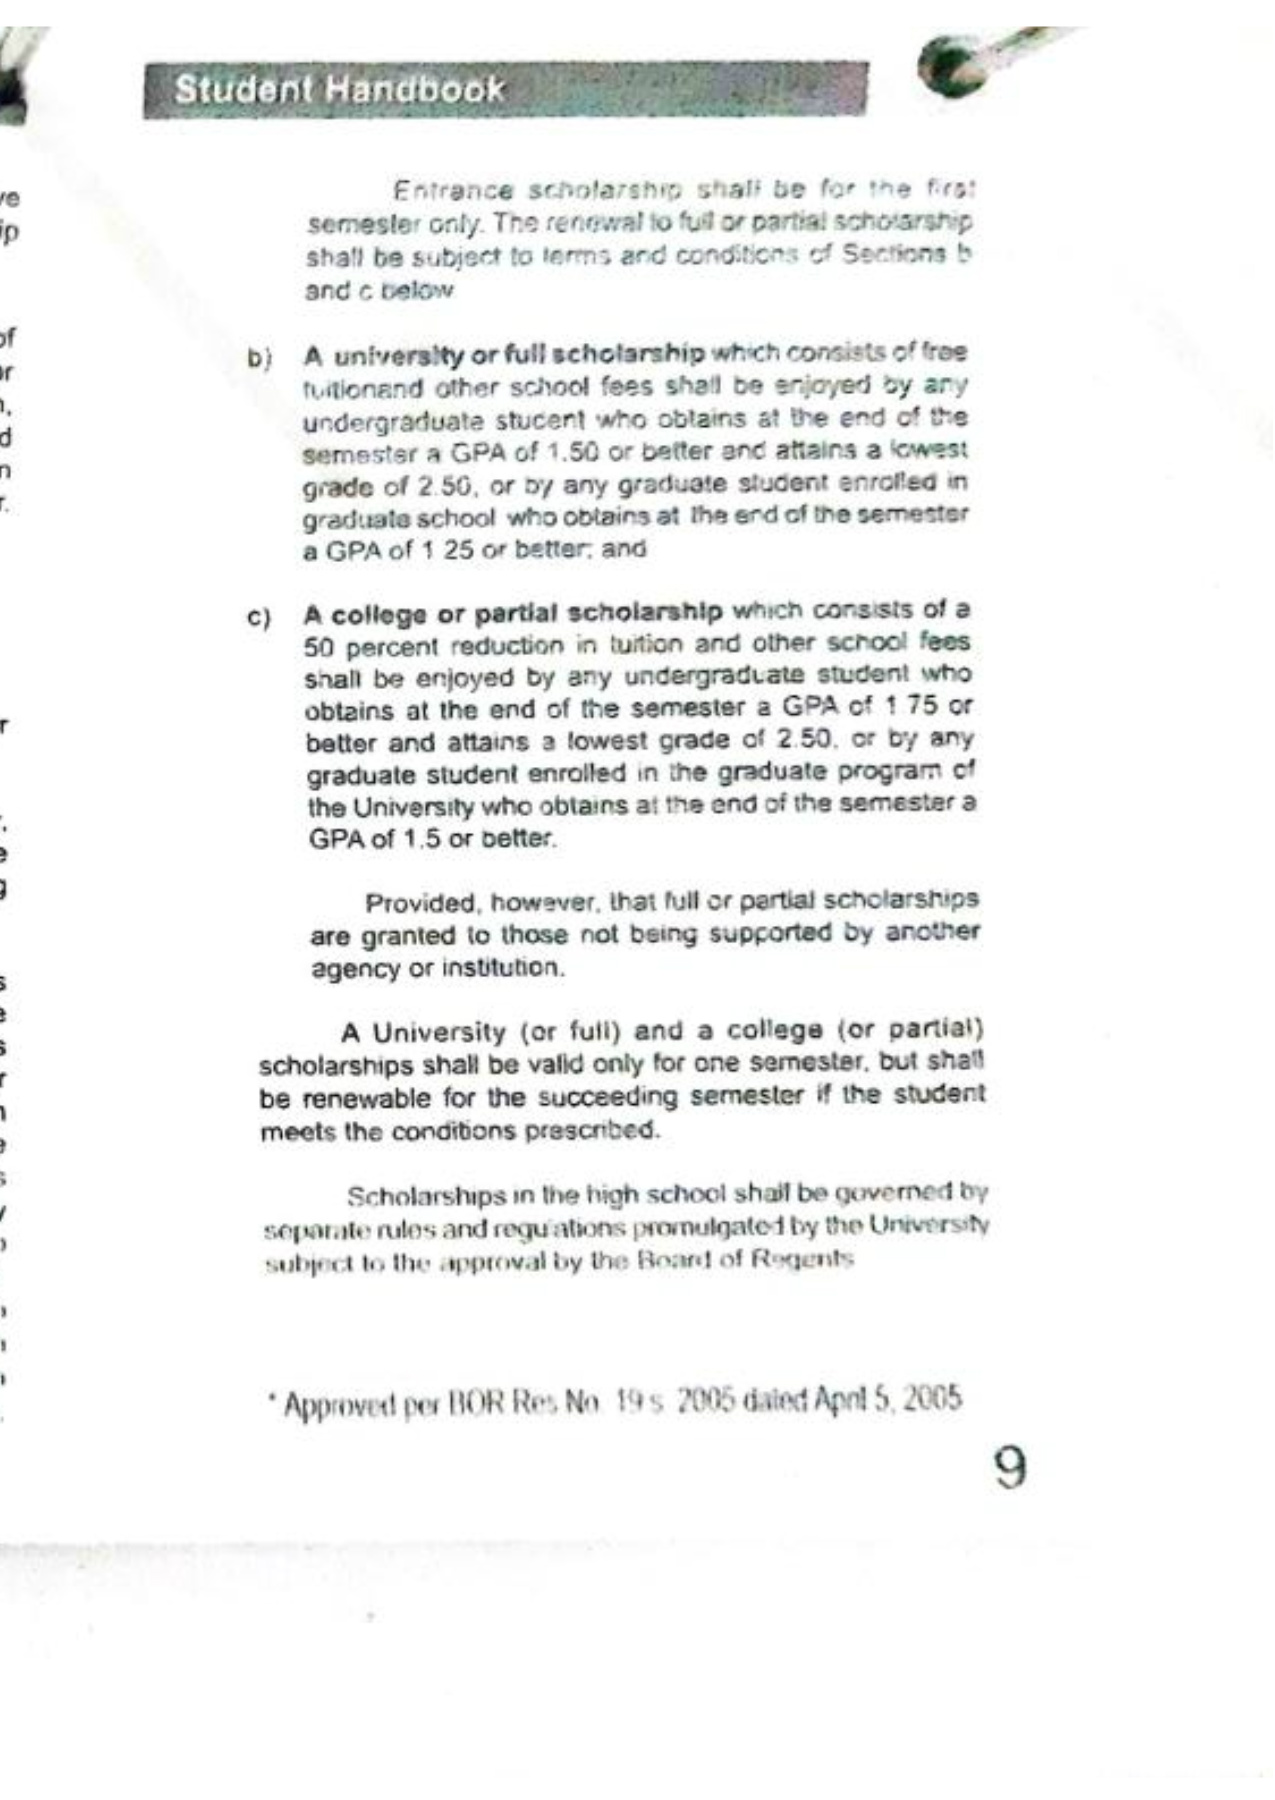 Student Handbook
Entrance scholarship shall be for the first
semester only. The renewal to full or partial scholarship
shall be subject to terms and conditions of Sections b
and c below
b) A university or full scholarship which consists of free
tuitionand other school fees shall be enjoyed by any
undergraduate student who obtains at the end of the
semester a GPA of 1.50 or better and attains a lowest
grade of 2.50, or by any graduate student enrolled in
graduate school who obtains at the end of the semester
a GPA of 1 25 or better; and
c) A college or partial scholarship which consists of a
50 percent reduction in tuition and other school fees
shall be enjoyed by any undergraduate student who
obtains at the end of the semester a GPA of 1 75 or
better and attains a lowest grade of 2.50, or by any
graduate student enrolled in the graduate program of
the University who obtains at the end of the semester a
GPA of 1.5 or better.
Provided, however, that full or partial scholarships
are granted to those not being supported by another
agency or institution.
A University (or full) and a college (or partial)
scholarships shall be valid only for one semester, but shall
be renewable for the succeeding semester if the student
meets the conditions prescribed.
Scholarships in the high school shall be governed by
separate rules and regulations promulgated by the University
subject to the approval by the Board of Regents
* Approved per BOR Res No. 19 s. 2005 dated April 5, 2005
9